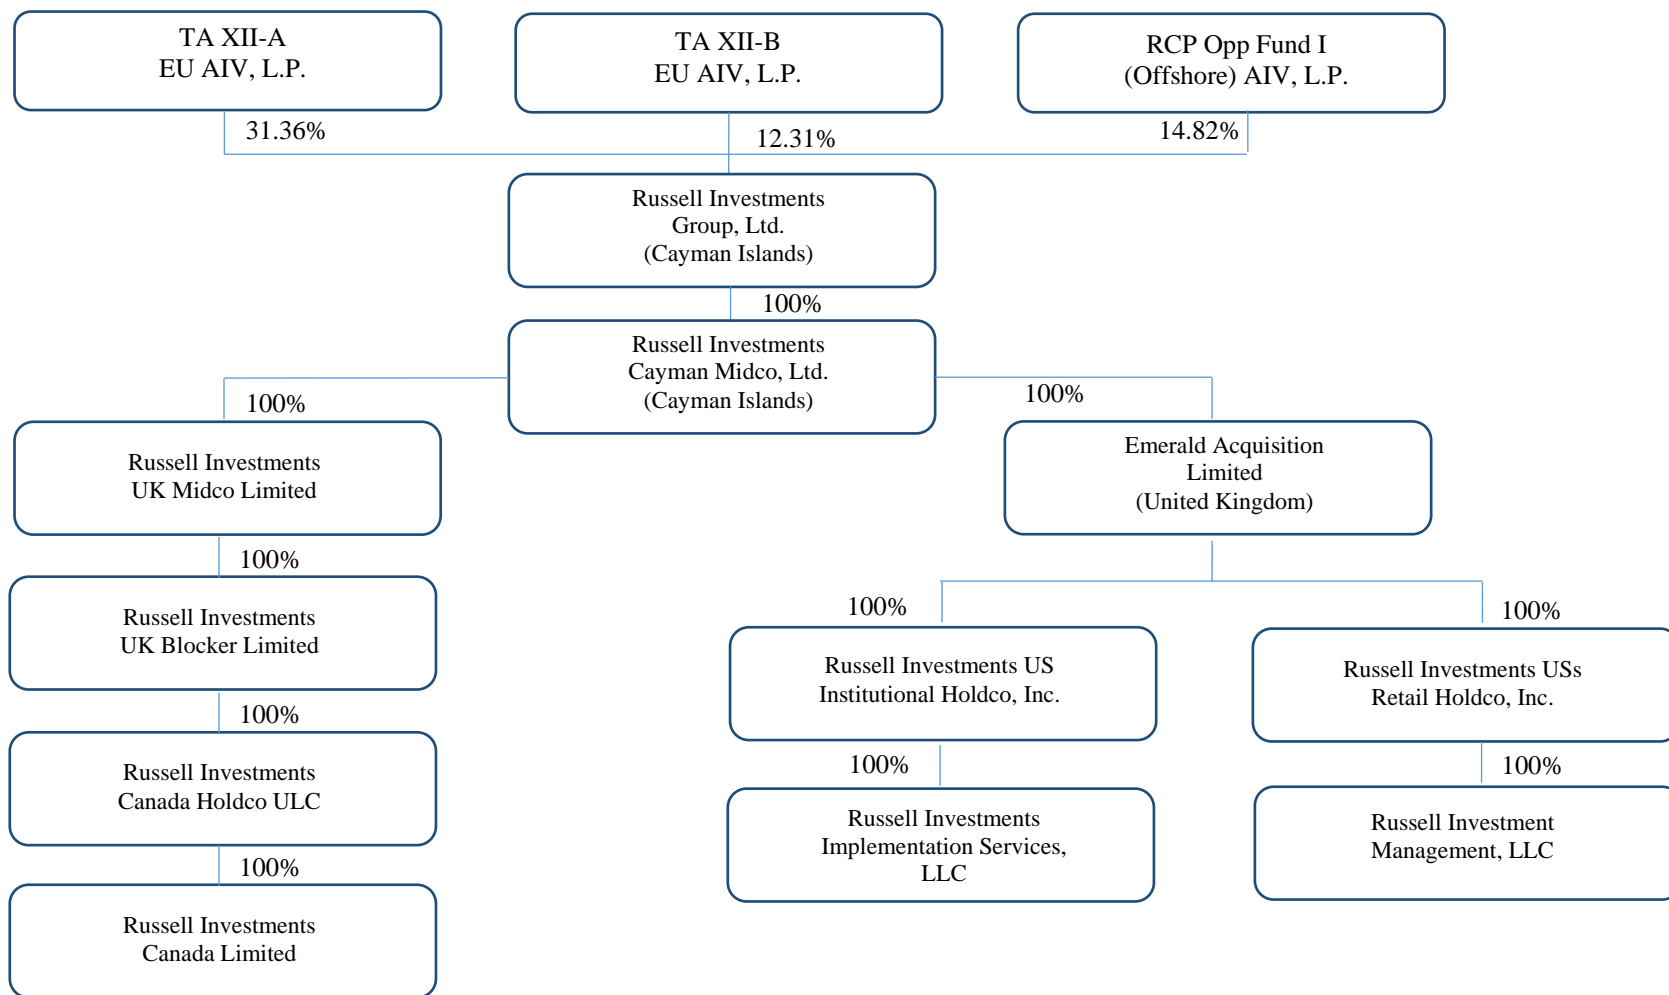 TA XII-A
EU AIV, L.P.
TA XII-B
EU AIV, L.P.
RCP Opp Fund I
(Offshore) AIV, L.P.
31.36%
12.31%
14.82%
Russell Investments
Group, Ltd.
(Cayman Islands)
100%
Russell Investments
Cayman Midco, Ltd.
(Cayman Islands)
100%
100%
Russell Investments
UK Midco Limited
Emerald Acquisition
Limited
(United Kingdom)
100%
Russell Investments
UK Blocker Limited
100%
100%
Russell Investments US
Institutional Holdco, Inc.
Russell Investments USs
Retail Holdco, Inc.
100%
Russell Investments
Canada Holdco ULC
100%
100%
Russell Investments
Implementation Services,
LLC
Russell Investment
Management, LLC
100%
Russell Investments
Canada Limited